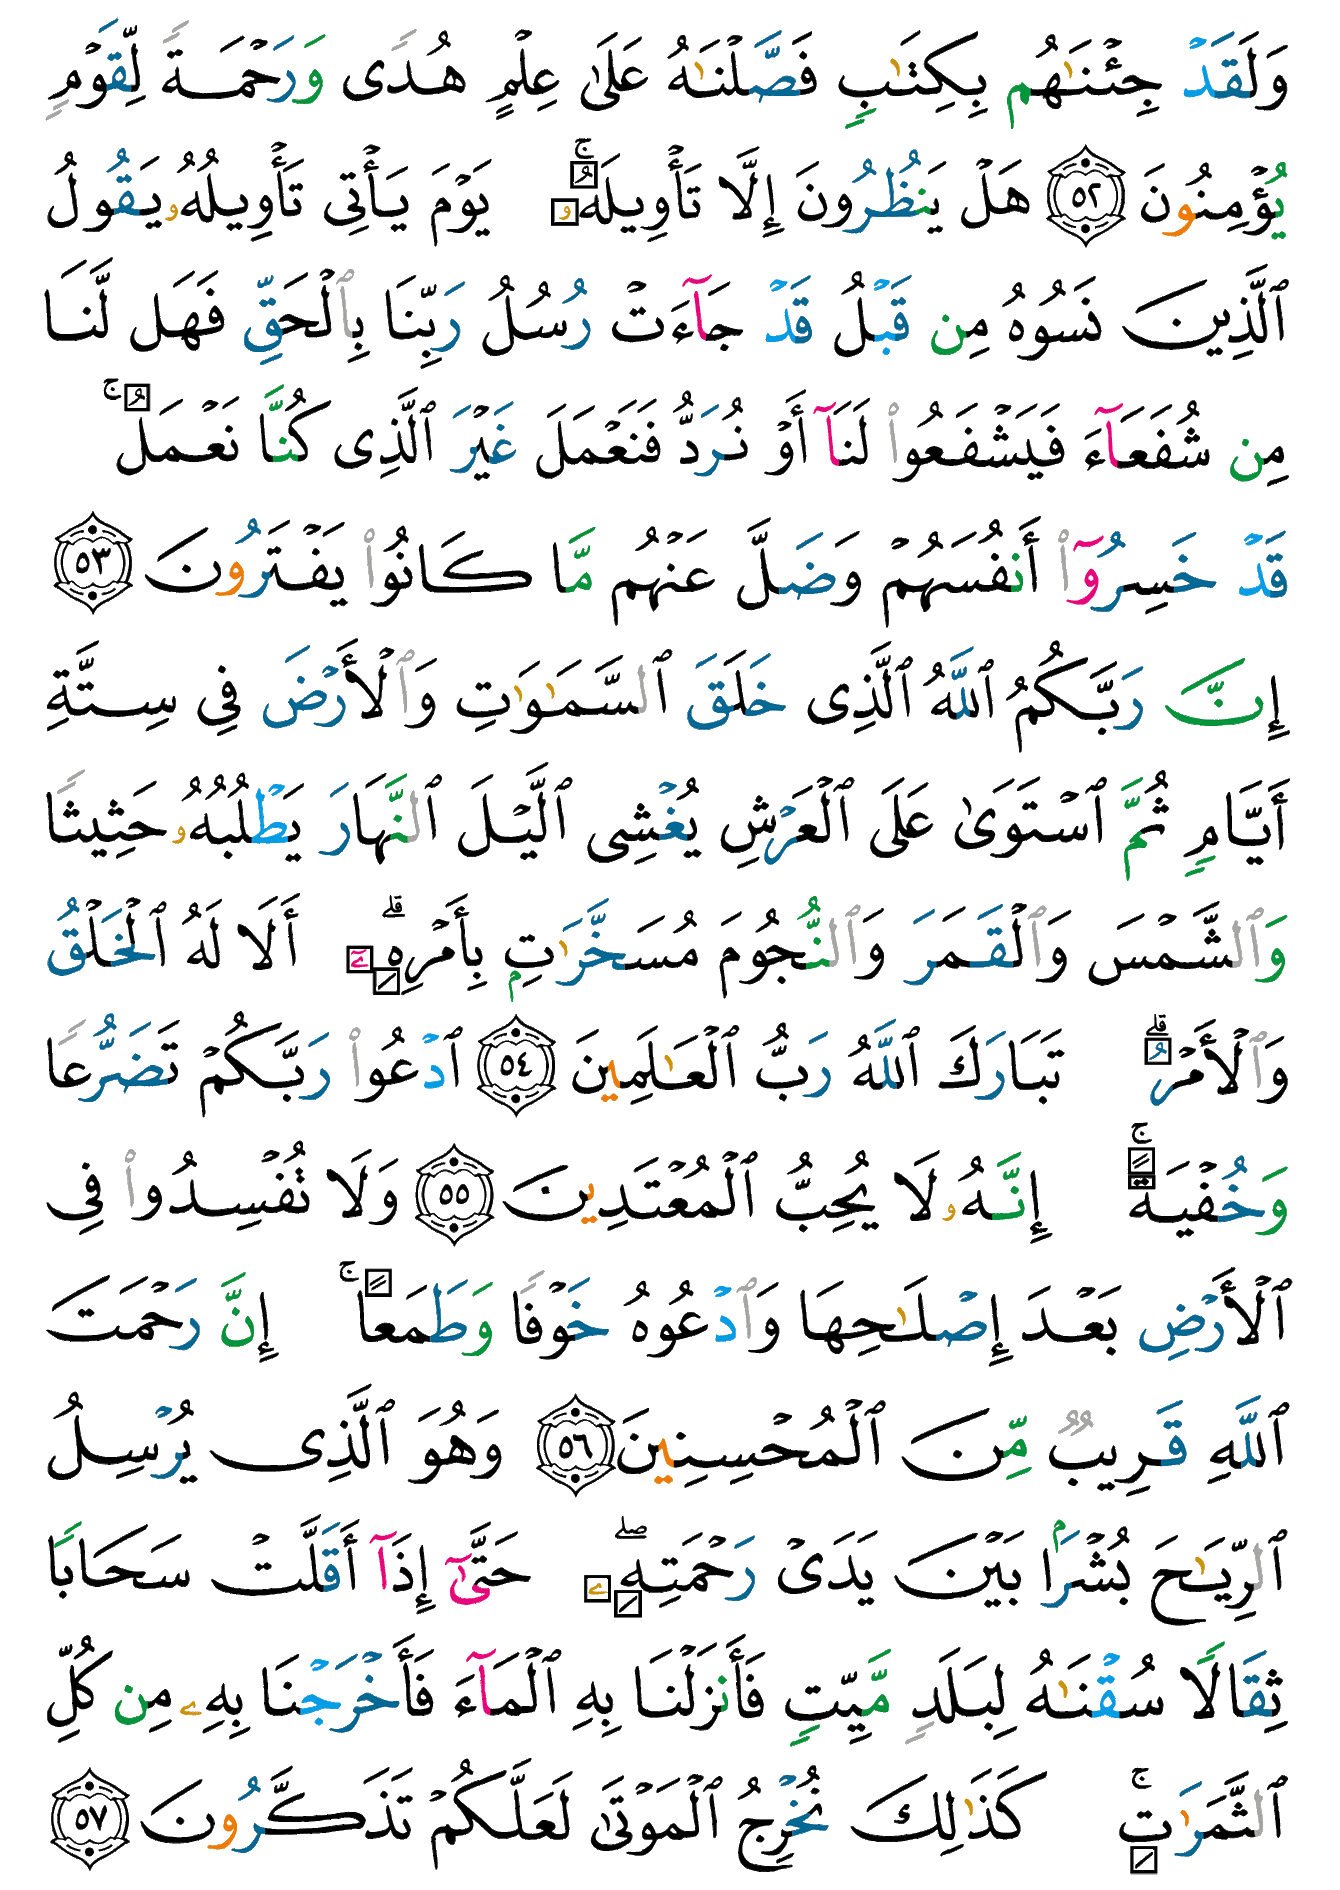 وَلَقَدْ جِئْنَٰهُم بِكِتَٰبٍ فَصَّلْنَٰهُ عَلَىٰ عِلْمٍ هُدًى وَرَحْمَةً لِّقَوْمٍ
يُؤْمِنُونَ ٥٢ هَلْ يَنظُرُونَ إِلَّا تَأْوِيلَهُۥ ۚ يَوْمَ يَأْتِى تَأْوِيلُهُۥ يَقُولُ
ٱلَّذِينَ نَسُوهُ مِن قَبْلُ قَدْ جَآءَتْ رُسُلُ رَبِّنَا بِٱلْحَقِّ فَهَل لَّنَا
مِن شُفَعَآءَ فَيَشْفَعُوا۟ لَنَآ أَوْ نُرَدُّ فَنَعْمَلَ غَيْرَ ٱلَّذِى كُنَّا نَعْمَلُ ۚ
قَدْ خَسِرُوٓا۟ أَنفُسَهُمْ وَضَلَّ عَنْهُم مَّا كَانُوا۟ يَفْتَرُونَ ٥٣
إِنَّ رَبَّكُمُ ٱللَّهُ ٱلَّذِى خَلَقَ ٱلسَّمَٰوَٰتِ وَٱلْأَرْضَ فِى سِتَّةِ
أَيَّامٍ ثُمَّ ٱسْتَوَىٰ عَلَى ٱلْعَرْشِ يُغْشِى ٱلَّيْلَ ٱلنَّهَارَ يَطْلُبُهُۥ حَثِيثًا
وَٱلشَّمْسَ وَٱلْقَمَرَ وَٱلنُّجُومَ مُسَخَّرَٰتٍۭ بِأَمْرِهِۦٓ ۗ أَلَا لَهُ ٱلْخَلْقُ
وَٱلْأَمْرُ ۗ تَبَارَكَ ٱللَّهُ رَبُّ ٱلْعَٰلَمِينَ ٥٤ ٱدْعُوا۟ رَبَّكُمْ تَضَرُّعًا
وَخُفْيَةً ۚ إِنَّهُۥ لَا يُحِبُّ ٱلْمُعْتَدِينَ ٥٥ وَلَا تُفْسِدُوا۟ فِى
ٱلْأَرْضِ بَعْدَ إِصْلَٰحِهَا وَٱدْعُوهُ خَوْفًا وَطَمَعًا ۚ إِنَّ رَحْمَتَ
ٱللَّهِ قَرِيبٌ مِّنَ ٱلْمُحْسِنِينَ ٥٦ وَهُوَ ٱلَّذِى يُرْسِلُ
ٱلرِّيَٰحَ بُشْرًۢا بَيْنَ يَدَىْ رَحْمَتِهِۦ ۖ حَتَّىٰٓ إِذَآ أَقَلَّتْ سَحَابًا
ثِقَالًا سُقْنَٰهُ لِبَلَدٍ مَّيِّتٍ فَأَنزَلْنَا بِهِ ٱلْمَآءَ فَأَخْرَجْنَا بِهِۦ مِن كُلِّ
ٱلثَّمَرَٰتِ ۚ كَذَٰلِكَ نُخْرِجُ ٱلْمَوْتَىٰ لَعَلَّكُمْ تَذَكَّرُونَ ٥٧